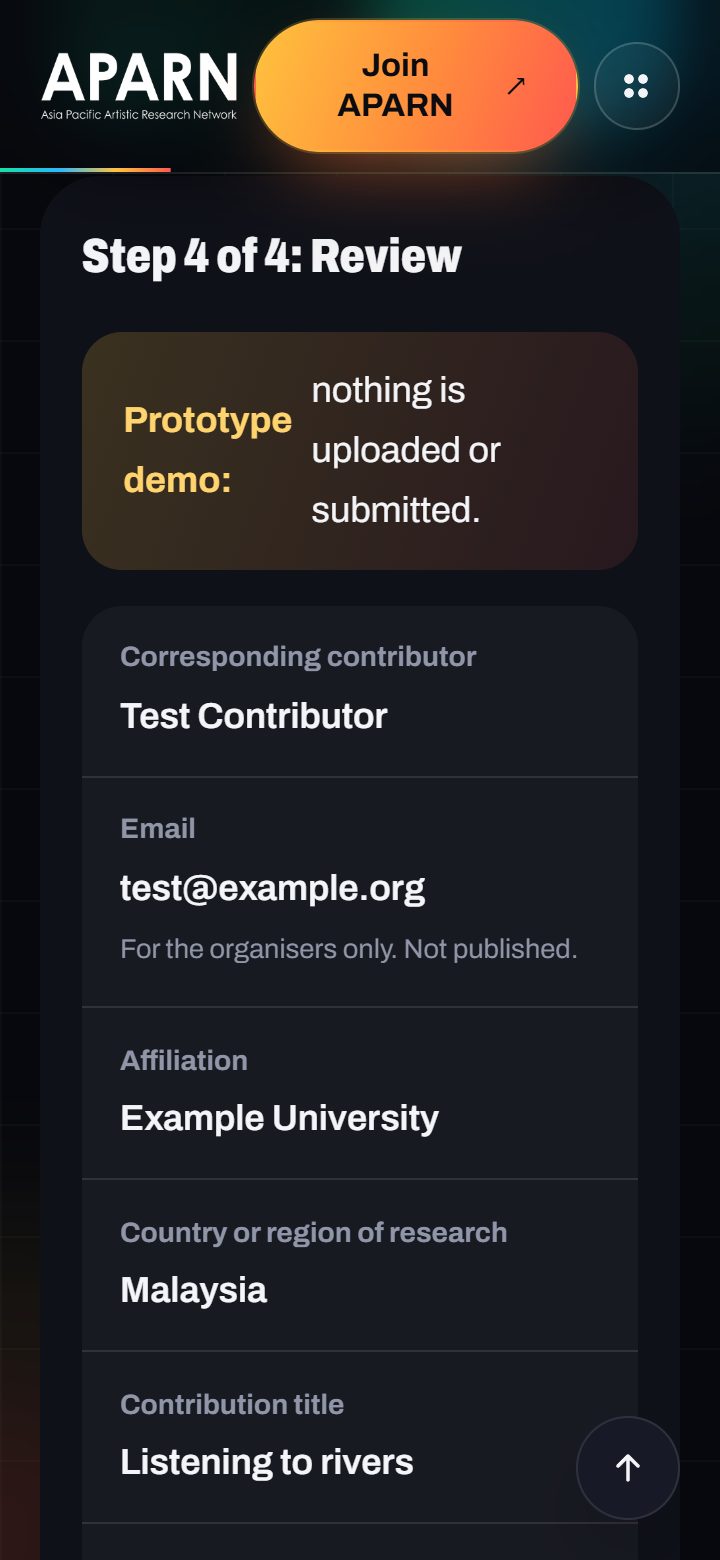 APARN
Asia Pacific Artistic Research Network
Join
APARN
↗
Step 4 of 4: Review
Prototype
demo:
nothing is
uploaded or
submitted.
Corresponding contributor
Test Contributor
Email
test@example.org
For the organisers only. Not published.
Affiliation
Example University
Country or region of research
Malaysia
Contribution title
Listening to rivers